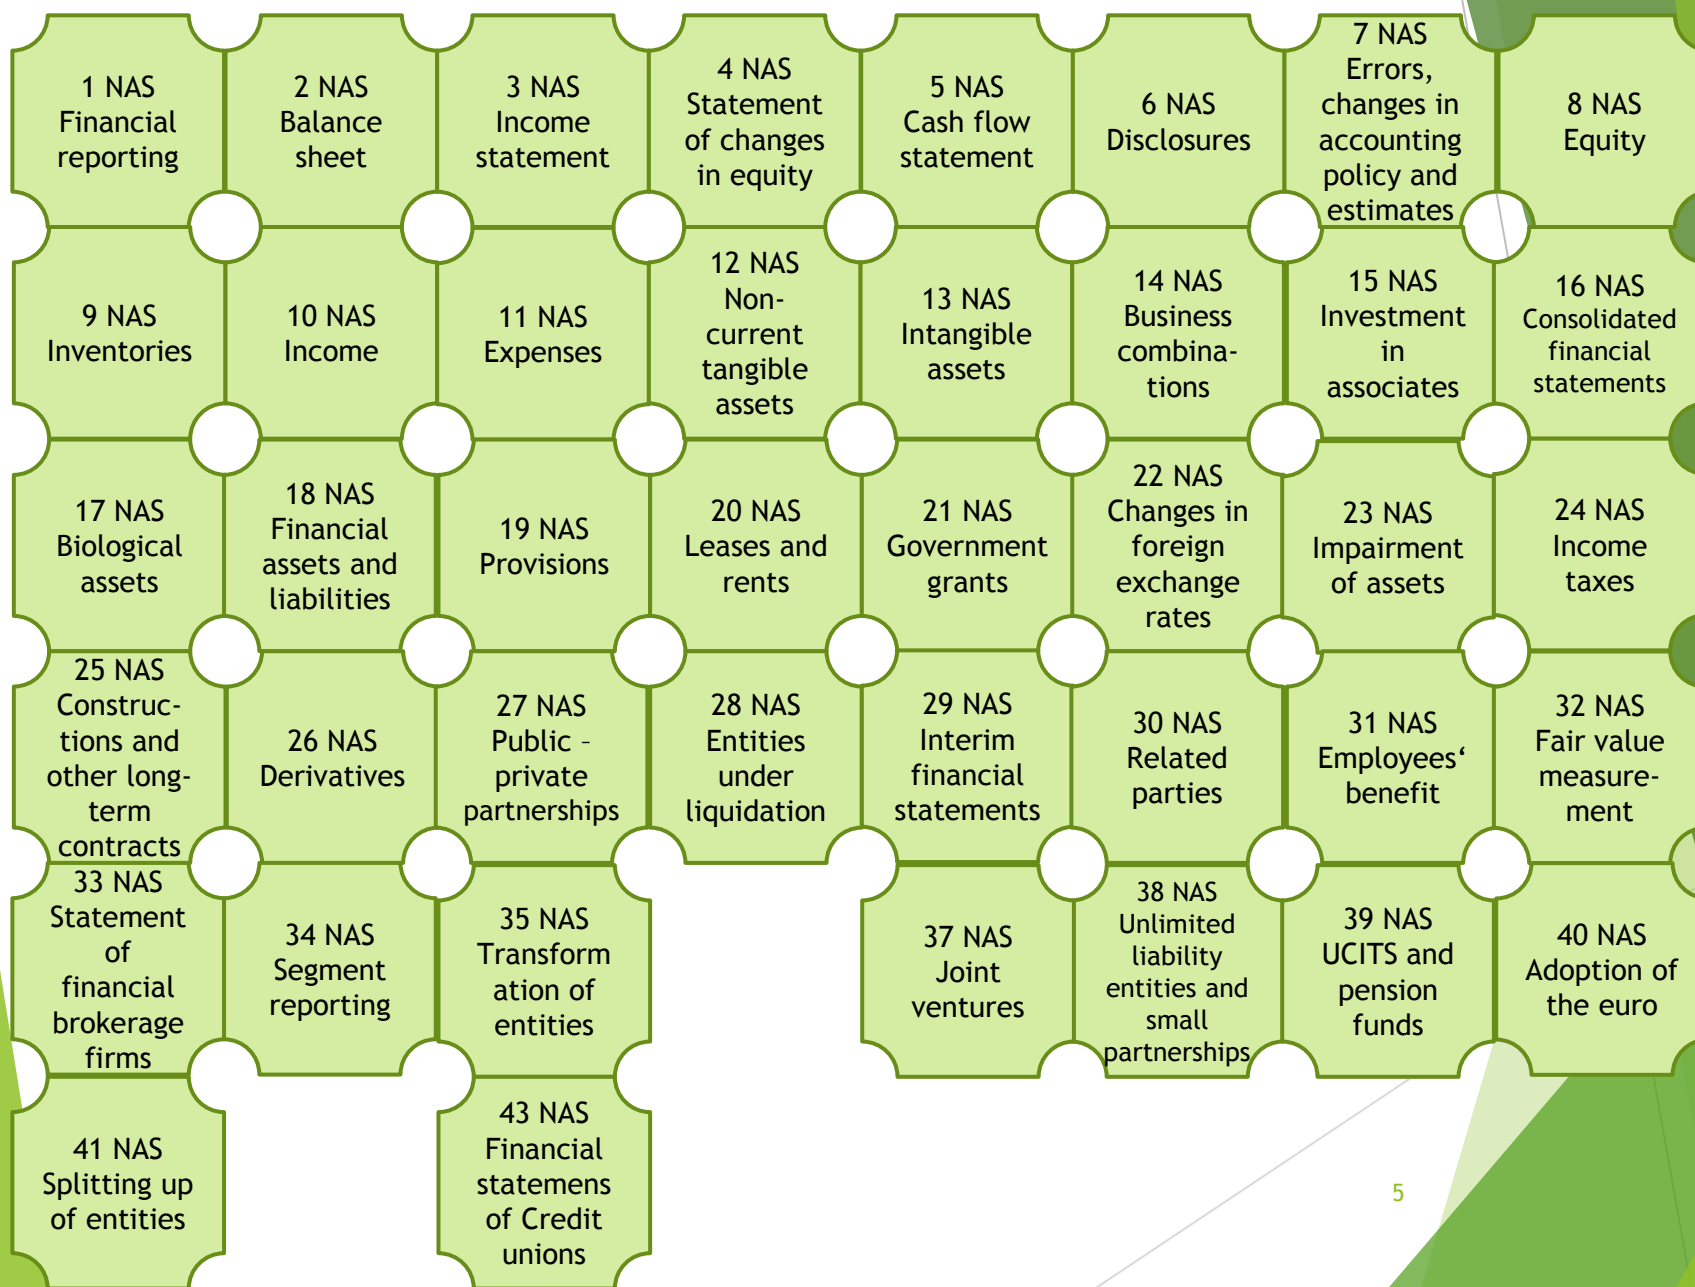 1 NAS
Financial
reporting
2 NAS
Balance
sheet
3 NAS
Income
statement
4 NAS
Statement
of changes
in equity
5 NAS
Cash flow
statement
6 NAS
Disclosures
7 NAS
Errors,
changes in
accounting
policy and
estimates
8 NAS
Equity
9 NAS
Inventories
10 NAS
Income
11 NAS
Expenses
12 NAS
Non-
current
tangible
assets
13 NAS
Intangible
assets
14 NAS
Business
combina-
tions
15 NAS
Investment
in
associates
16 NAS
Consolidated
financial
statements
17 NAS
Biological
assets
18 NAS
Financial
assets and
liabilities
19 NAS
Provisions
20 NAS
Leases and
rents
21 NAS
Government
grants
22 NAS
Changes in
foreign
exchange
rates
23 NAS
Impairment
of assets
24 NAS
Income
taxes
25 NAS
Construc-
tions and
other long-
term
contracts
26 NAS
Derivatives
27 NAS
Public –
private
partnerships
28 NAS
Entities
under
liquidation
29 NAS
Interim
financial
statements
30 NAS
Related
parties
31 NAS
Employees‘
benefit
32 NAS
Fair value
measure-
ment
33 NAS
Statement
of
financial
brokerage
firms
34 NAS
Segment
reporting
35 NAS
Transform
ation of
entities
37 NAS
Joint
ventures
38 NAS
Unlimited
liability
entities and
small
partnerships
39 NAS
UCITS and
pension
funds
40 NAS
Adoption of
the euro
41 NAS
Splitting up
of entities
43 NAS
Financial
statemens
of Credit
unions
5